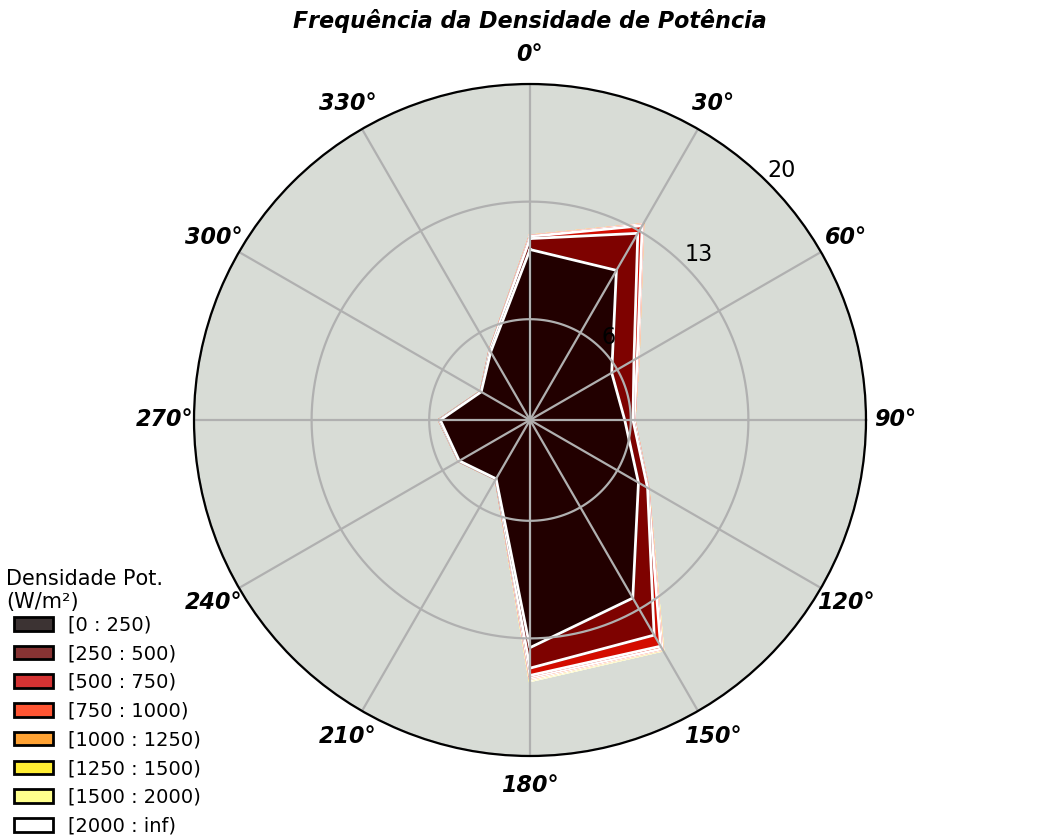 Frequência da Densidade de Potência
0°
330°
30°
20
300°
60°
13
6
270°
90°
240°
120°
210°
150°
180°
Densidade Pot.
(W/m²)
[0 : 250)
[250 : 500)
[500 : 750)
[750 : 1000)
[1000 : 1250)
[1250 : 1500)
[1500 : 2000)
[2000 : inf)